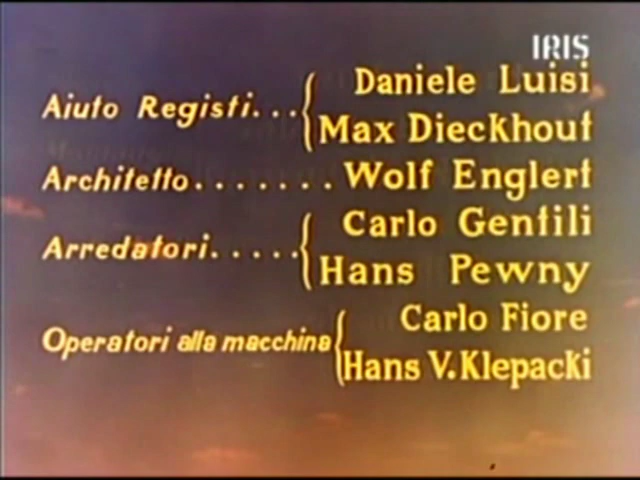 IRIS
Aiuto Registi... { Daniele Luisi
Max Dieckhout
Architetto....... Wolf Englert
Arredatori..... { Carlo Gentili
Hans Pewny
Operatori alla macchina { Carlo Fiore
Hans V. Klepacki